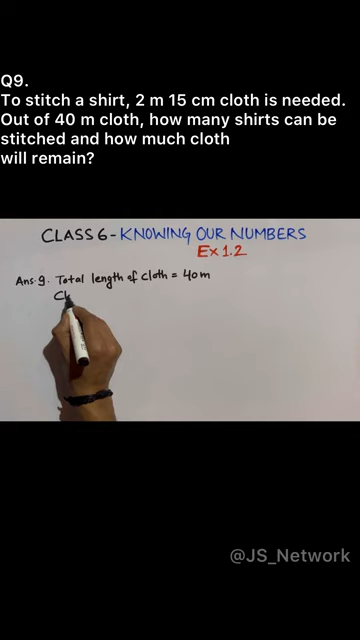 Q9.
To stitch a shirt, 2 m 15 cm cloth is needed.
Out of 40 m cloth, how many shirts can be
stitched and how much cloth
will remain?
CLASS 6 - KNOWING OUR NUMBERS
Ex 1.2
Ans.9. Total length of cloth = 40 m
Cl
@JS_Network